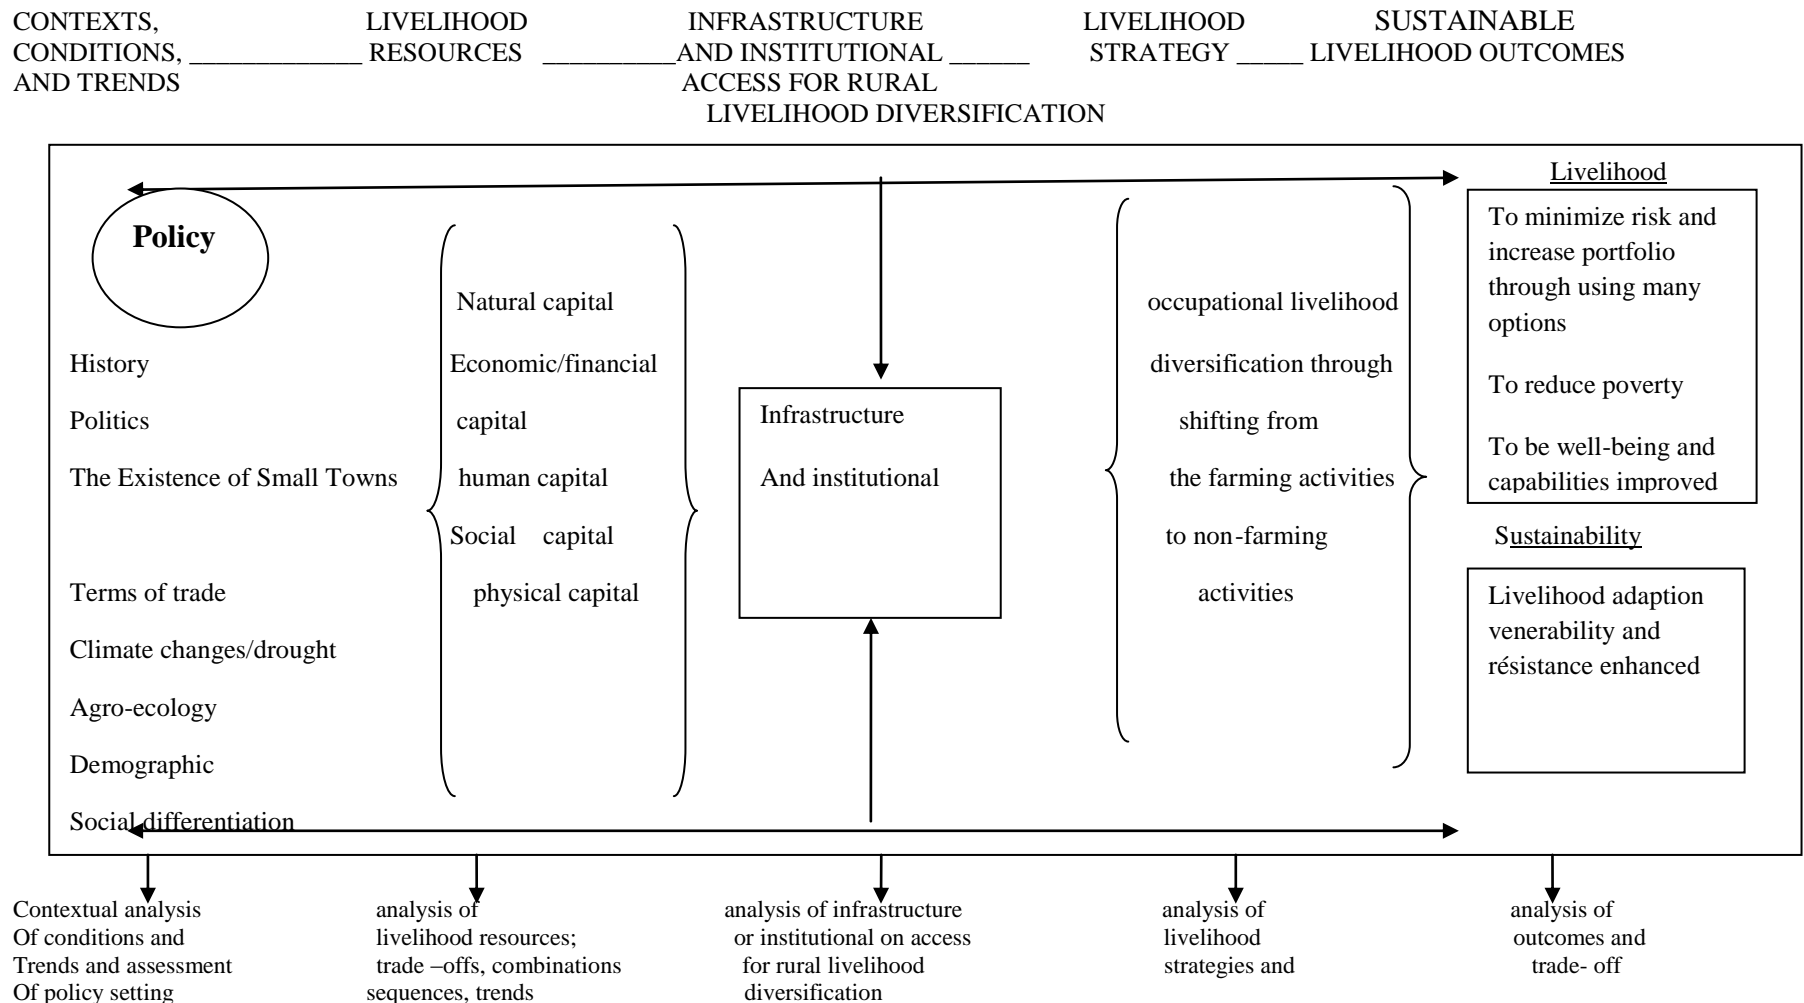 CONTEXTS, LIVELIHOOD INFRASTRUCTURE LIVELIHOOD SUSTAINABLE
CONDITIONS, _____________ RESOURCES __________AND INSTITUTIONAL ______ STRATEGY _____ LIVELIHOOD OUTCOMES
AND TRENDS ACCESS FOR RURAL
LIVELIHOOD DIVERSIFICATION
Policy
History
Politics
The Existence of Small Towns
Terms of trade
Climate changes/drought
Agro-ecology
Demographic
Social differentiation
Natural capital
Economic/financial
capital
human capital
Social capital
physical capital
Infrastructure
And institutional
occupational livelihood
diversification through
shifting from
the farming activities
to non-farming
activities
Livelihood
To minimize risk and
increase portfolio
through using many
options
To reduce poverty
To be well-being and
capabilities improved
Sustainability
Livelihood adaption
venerability and
résistance enhanced
Contextual analysis
Of conditions and
Trends and assessment
Of policy setting
analysis of
livelihood resources;
trade –offs, combinations
sequences, trends
analysis of infrastructure
or institutional on access
for rural livelihood
diversification
analysis of
livelihood
strategies and
analysis of
outcomes and
trade- off